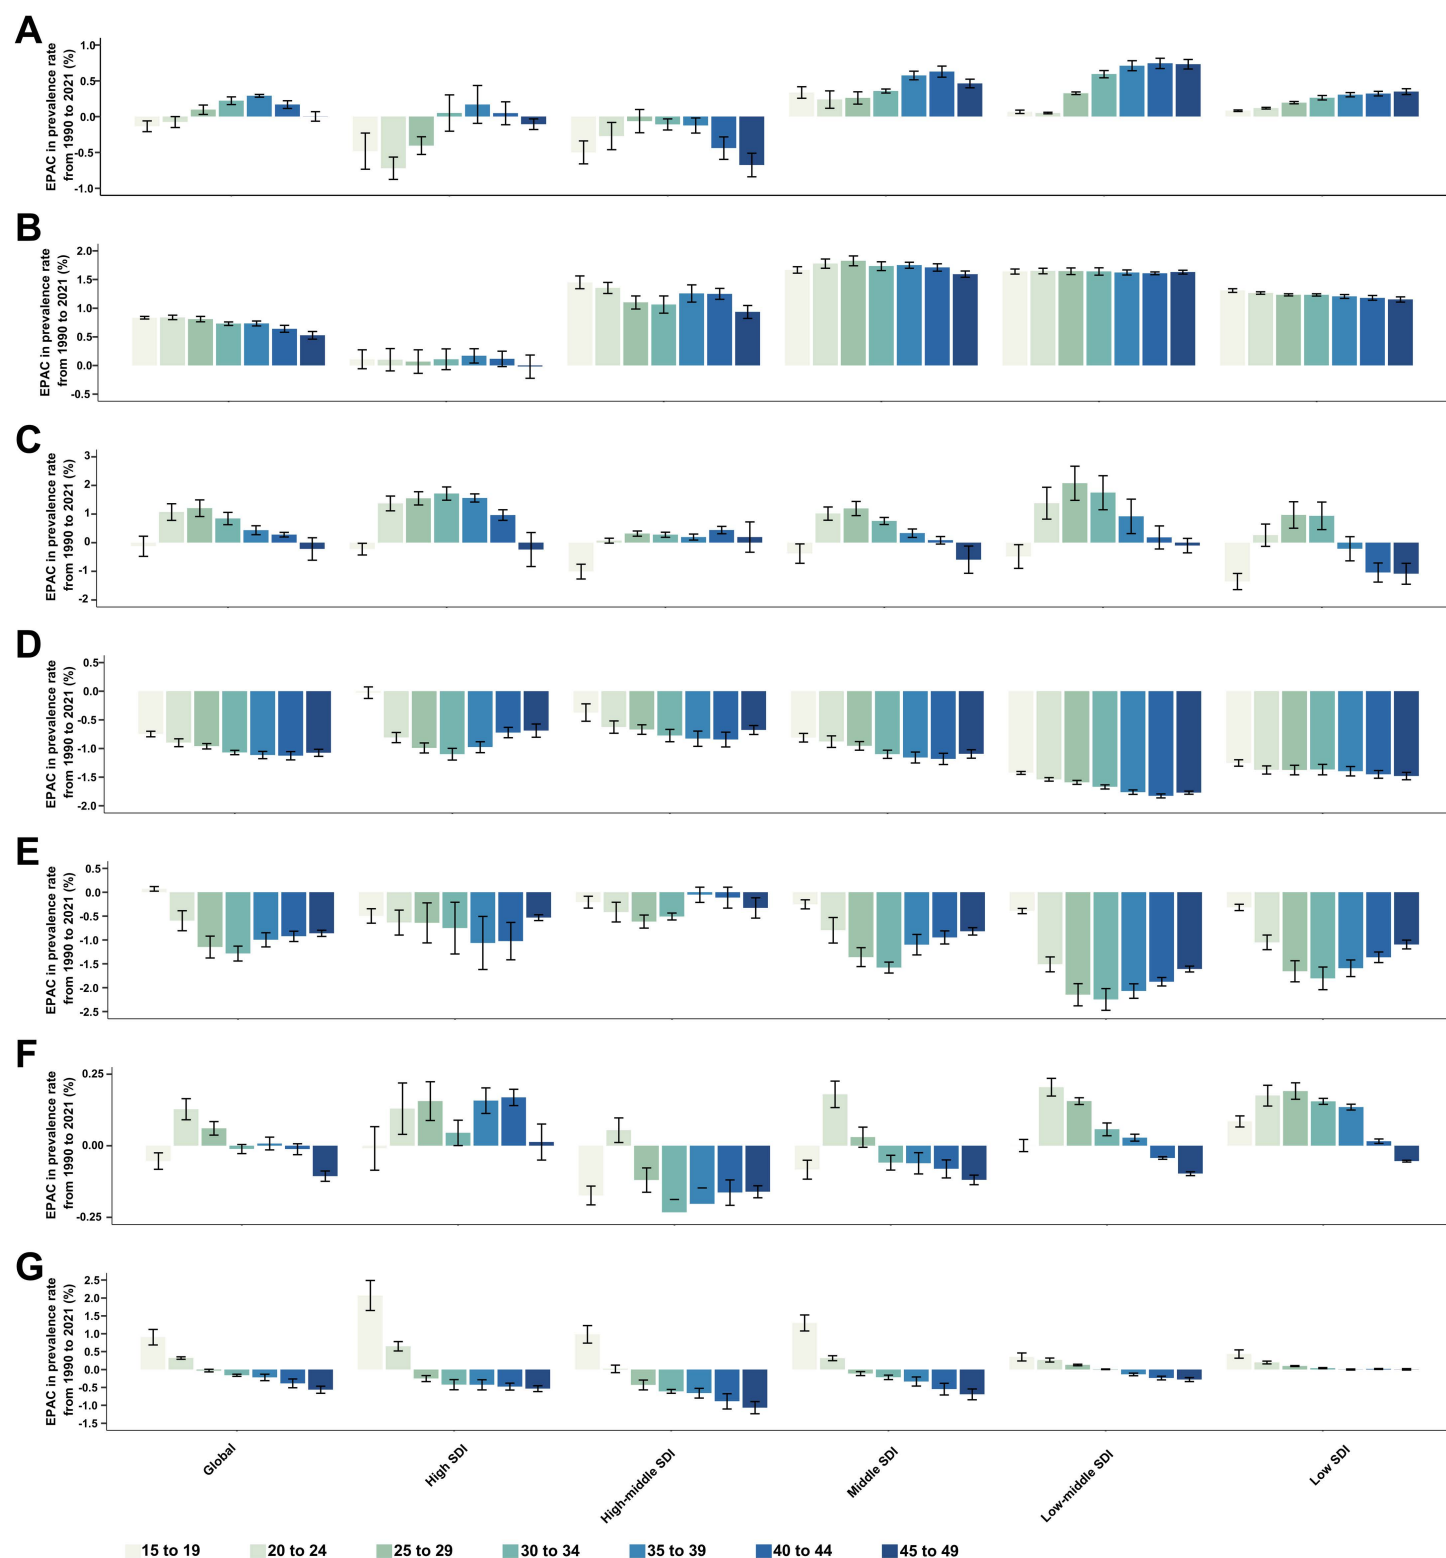 A
EPAC in prevalence rate
from 1990 to 2021 (%)
1.0
0.5
0.0
-0.5
-1.0
B
EPAC in prevalence rate
from 1990 to 2021 (%)
2.0
1.5
1.0
0.5
0.0
-0.5
C
EPAC in prevalence rate
from 1990 to 2021 (%)
3
2
1
0
-1
-2
D
EPAC in prevalence rate
from 1990 to 2021 (%)
0.5
0.0
-0.5
-1.0
-1.5
-2.0
E
EPAC in prevalence rate
from 1990 to 2021 (%)
0.5
0.0
-0.5
-1.0
-1.5
-2.0
-2.5
F
EPAC in prevalence rate
from 1990 to 2021 (%)
0.25
0.00
-0.25
G
EPAC in prevalence rate
from 1990 to 2021 (%)
2.5
2.0
1.5
1.0
0.5
0.0
-0.5
-1.0
-1.5
Global
High SDI
High-middle SDI
Middle SDI
Low-middle SDI
Low SDI
15 to 19 20 to 24 25 to 29 30 to 34 35 to 39 40 to 44 45 to 49